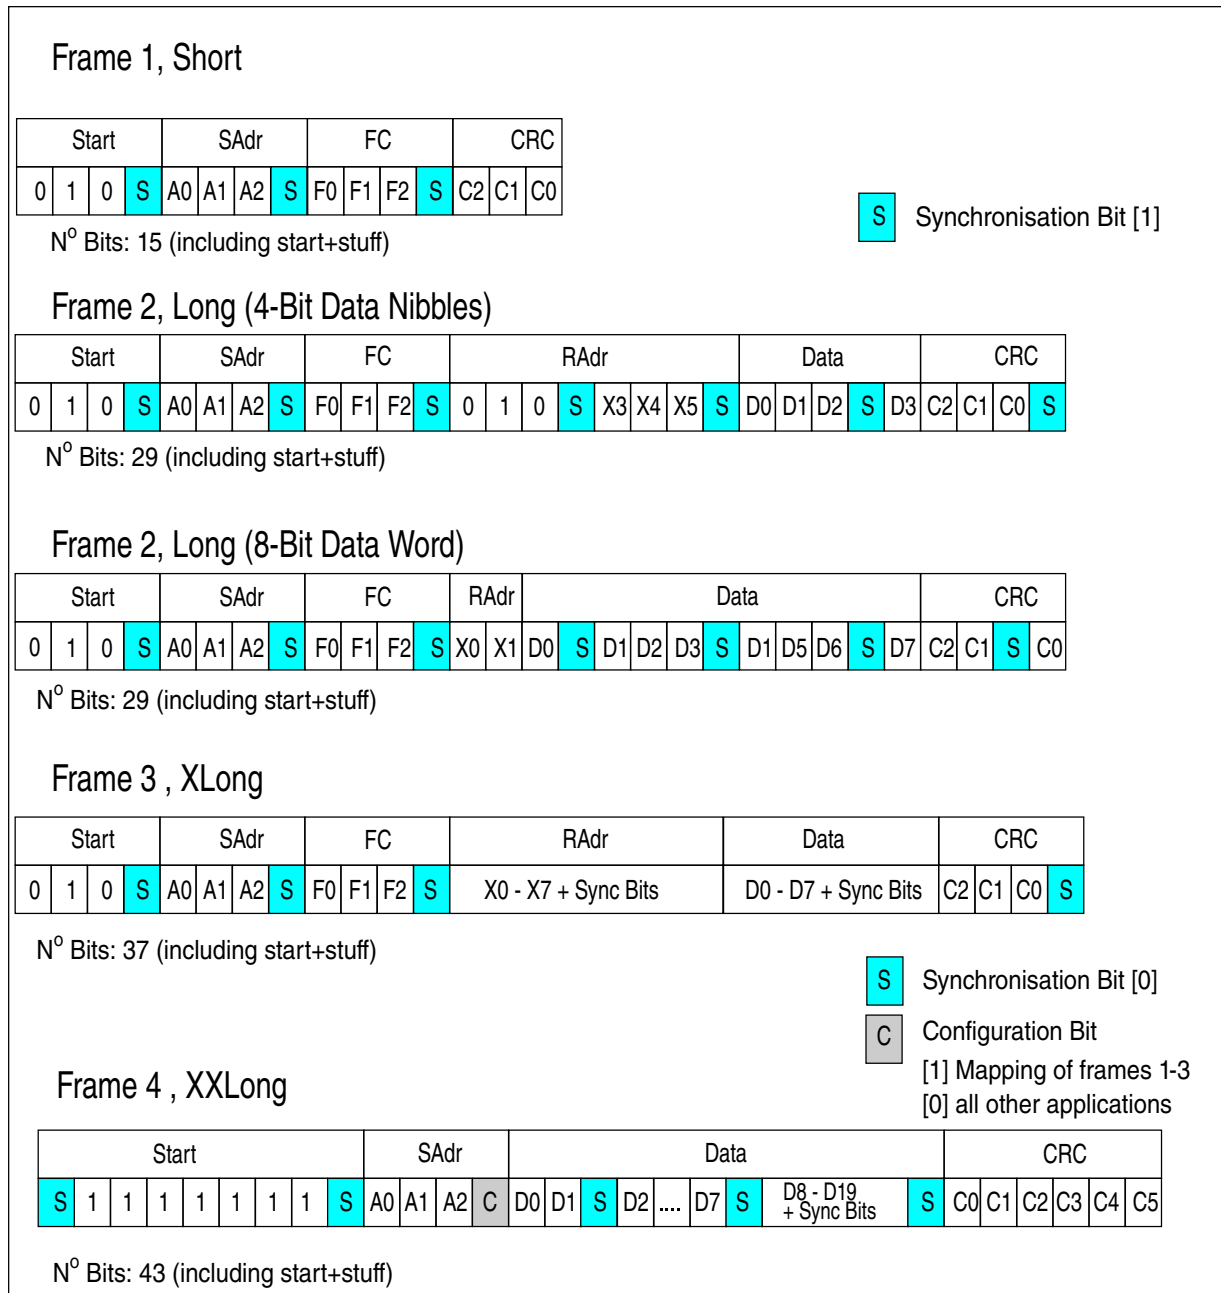 Frame 1, Short
Start SAdr FC CRC
0 1 0 S A0 A1 A2 S F0 F1 F2 S C2 C1 C0
S Synchronisation Bit [1]
Nº Bits: 15 (including start+stuff)
Frame 2, Long (4-Bit Data Nibbles)
Start SAdr FC RAdr Data CRC
0 1 0 S A0 A1 A2 S F0 F1 F2 S 0 1 0 S X3 X4 X5 S D0 D1 D2 S D3 C2 C1 C0 S
Nº Bits: 29 (including start+stuff)
Frame 2, Long (8-Bit Data Word)
Start SAdr FC RAdr Data CRC
0 1 0 S A0 A1 A2 S F0 F1 F2 S X0 X1 D0 S D1 D2 D3 S D1 D5 D6 S D7 C2 C1 S C0
Nº Bits: 29 (including start+stuff)
Frame 3 , XLong
Start SAdr FC RAdr Data CRC
0 1 0 S A0 A1 A2 S F0 F1 F2 S X0 - X7 + Sync Bits D0 - D7 + Sync Bits C2 C1 C0 S
Nº Bits: 37 (including start+stuff)
S Synchronisation Bit [0]
C Configuration Bit
[1] Mapping of frames 1-3
[0] all other applications
Frame 4 , XXLong
Start SAdr Data CRC
S 1 1 1 1 1 1 1 S A0 A1 A2 C D0 D1 S D2 .... D7 S D8 - D19 + Sync Bits S C0 C1 C2 C3 C4 C5
Nº Bits: 43 (including start+stuff)